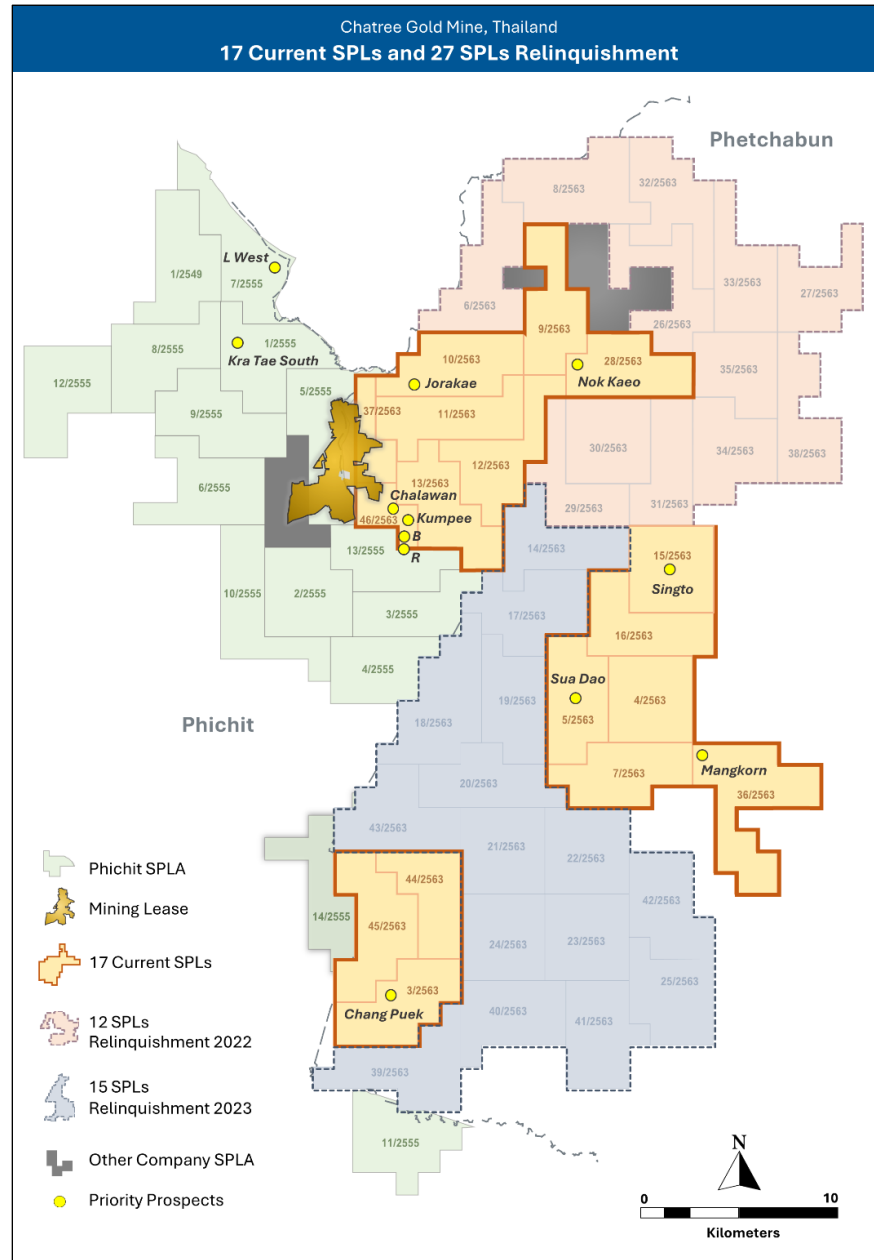 Chatree Gold Mine, Thailand
17 Current SPLs and 27 SPLs Relinquishment
Phetchabun
32/2563
8/2563
L West
1/2549
7/2555
33/2563
27/2563
6/2563
26/2563
9/2563
1/2555
8/2555
Kra Tae South
10/2563
28/2563
35/2563
12/2555
5/2555
Jorakae
Nok Kaeo
37/2563
11/2563
9/2555
30/2563
34/2563
38/2563
12/2563
6/2555
13/2563
Chalawan
31/2563
29/2563
46/2563
Kumpee
B
R
13/2555
14/2563
15/2563
10/2555
2/2555
Singto
3/2555
17/2563
16/2563
4/2555
Sua Dao
19/2563
4/2563
Phichit
18/2563
5/2563
Mangkorn
7/2563
20/2563
36/2563
43/2563
21/2563
22/2563
Phichit SPLA
44/2563
42/2563
Mining Lease
14/2555
45/2563
24/2563
23/2563
17 Current SPLs
25/2563
3/2563
Chang Puek
40/2563
41/2563
12 SPLs
Relinquishment 2022
39/2563
15 SPLs
Relinquishment 2023
11/2555
Other Company SPLA
N
Priority Prospects
0
10
Kilometers